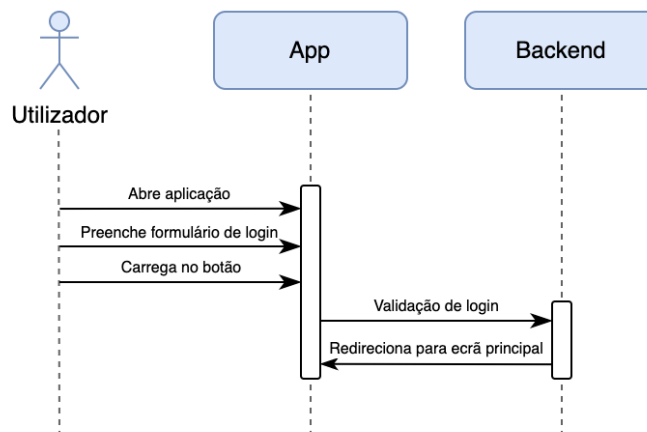 App
Backend
Utilizador
Abre aplicação
Preenche formulário de login
Carrega no botão
Validação de login
Redireciona para ecrã principal